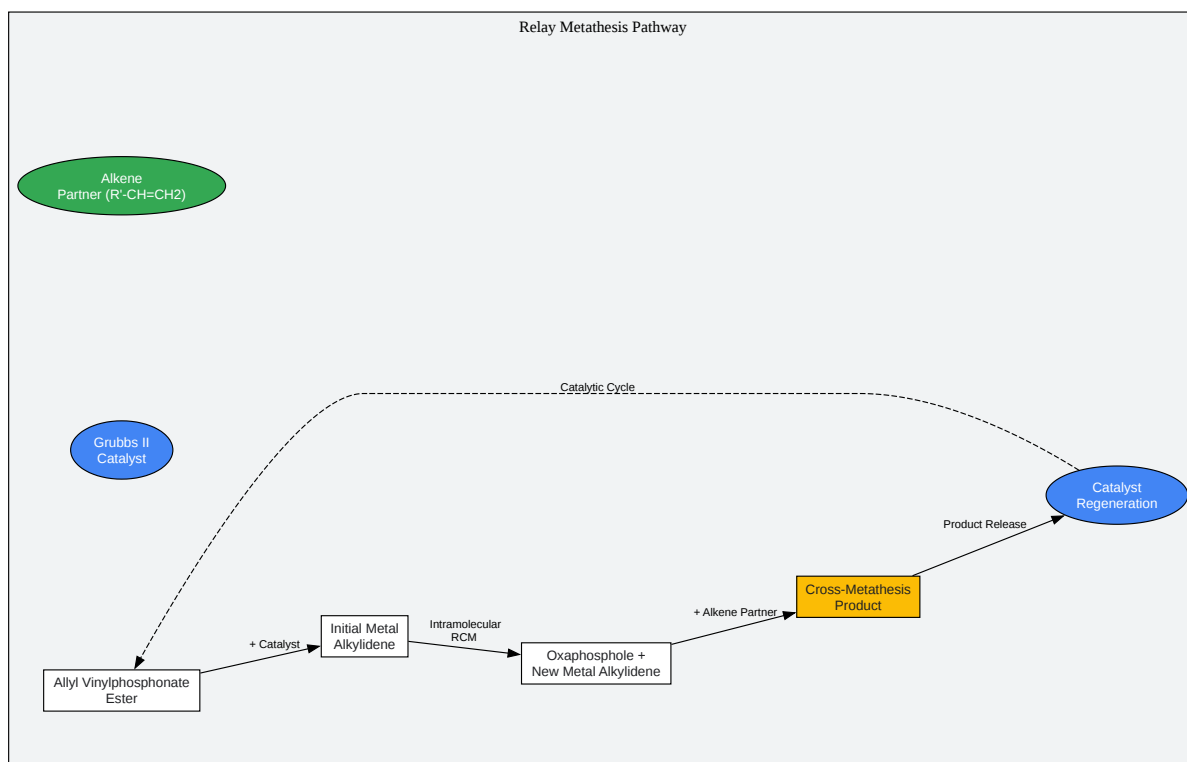 Relay Metathesis Pathway
Alkene
Partner (R'-CH=CH2)
Catalytic Cycle
Grubbs II
Catalyst
Catalyst
Regeneration
Product Release
Cross-Metathesis
Product
+ Alkene Partner
Intramolecular
RCM
Initial Metal
Alkylidene
+ Catalyst
Oxaphosphole +
New Metal Alkylidene
Allyl Vinylphosphonate
Ester